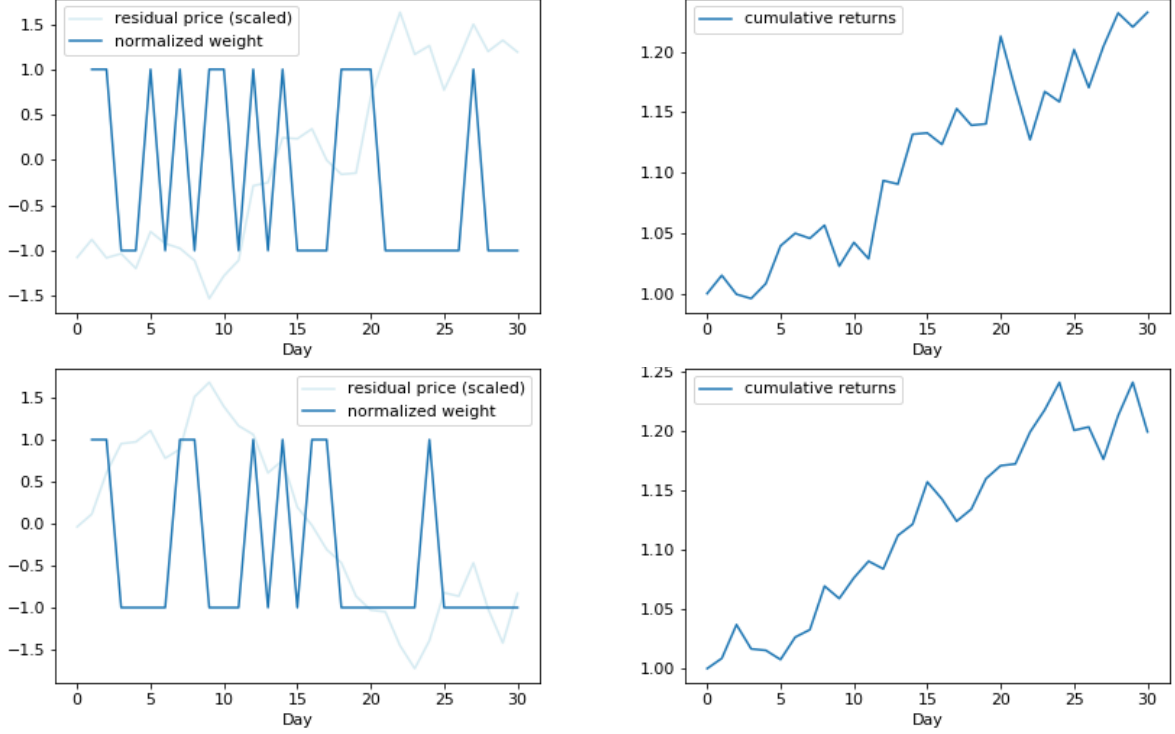 residual price (scaled)
normalized weight
1.5
1.0
0.5
0.0
−0.5
−1.0
−1.5
0 5 10 15 20 25 30
Day
cumulative returns
1.20
1.15
1.10
1.05
1.00
0 5 10 15 20 25 30
Day
residual price (scaled)
normalized weight
1.5
1.0
0.5
0.0
−0.5
−1.0
−1.5
0 5 10 15 20 25 30
Day
cumulative returns
1.25
1.20
1.15
1.10
1.05
1.00
0 5 10 15 20 25 30
Day